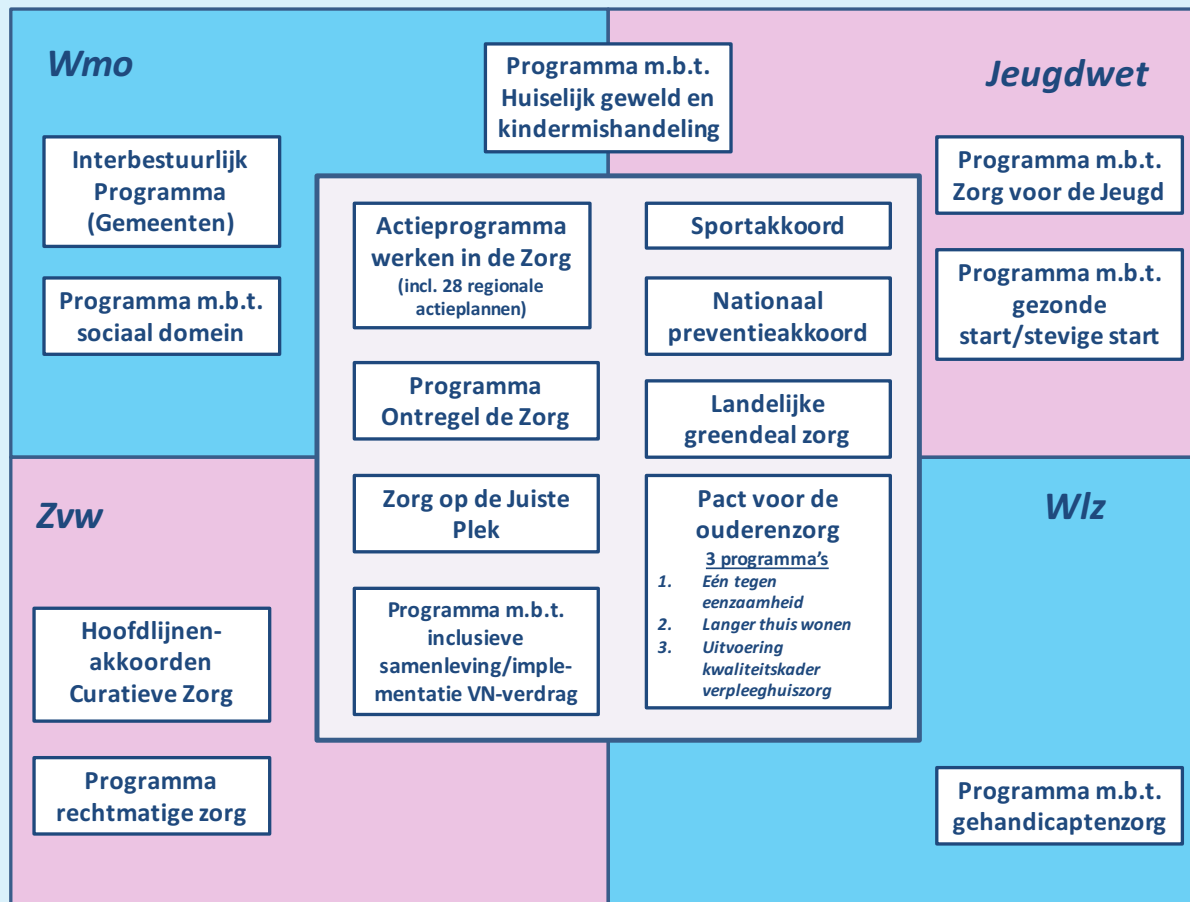 Wmo
Programma m.b.t.
Huiselijk geweld en
kindermishandeling
Jeugdwet
Interbestuurlijk
Programma
(Gemeenten)
Programma m.b.t.
sociaal domein
Programma m.b.t.
Zorg voor de Jeugd
Programma m.b.t.
gezonde
start/stevige start
Actieprogramma
werken in de Zorg
(incl. 28 regionale
actieplannen)
Programma
Ontregel de Zorg
Zorg op de Juiste
Plek
Programma m.b.t.
inclusieve
samenleving/imple-
mentatie VN-verdrag
Sportakkoord
Nationaal
preventieakkoord
Landelijke
greendeal zorg
Pact voor de
ouderenzorg
3 programma's
1. Eén tegen
eenzaamheid
2. Langer thuis wonen
3. Uitvoering
kwaliteitskader
verpleeghuiszorg
Zvw
Hoofdlijnen-
akkoorden
Curatieve Zorg
Programma
rechtmatige zorg
Wlz
Programma m.b.t.
gehandicaptenzorg